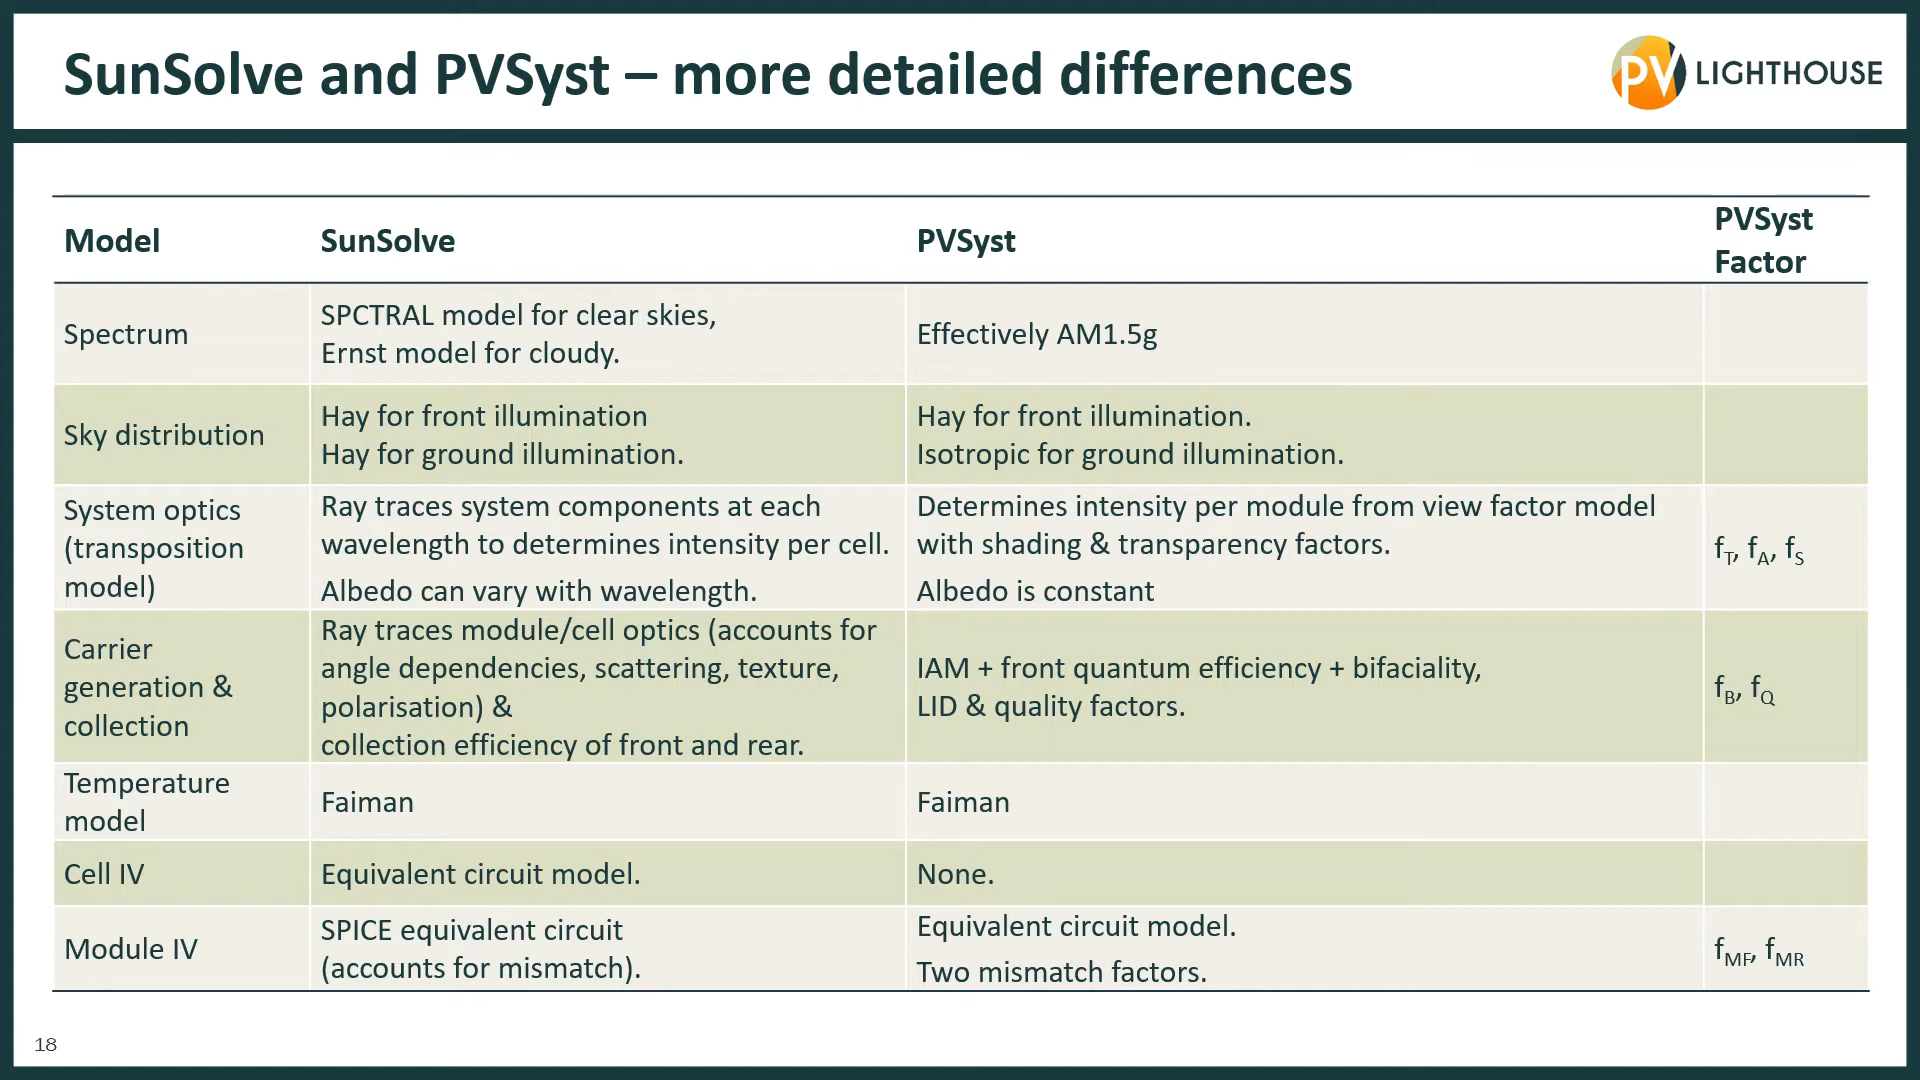 SunSolve and PVSyst – more detailed differences
PV LIGHTHOUSE
Model
SunSolve
PVSyst
PVSyst
Factor
Spectrum
SPCTRAL model for clear skies,
Ernst model for cloudy.
Effectively AM1.5g
Sky distribution
Hay for front illumination
Hay for ground illumination.
Hay for front illumination.
Isotropic for ground illumination.
System optics
(transposition
model)
Ray traces system components at each
wavelength to determines intensity per cell.
Albedo can vary with wavelength.
Determines intensity per module from view factor model
with shading & transparency factors.
Albedo is constant
fT, fA, fS
Carrier
generation &
collection
Ray traces module/cell optics (accounts for
angle dependencies, scattering, texture,
polarisation) &
collection efficiency of front and rear.
IAM + front quantum efficiency + bifaciality,
LID & quality factors.
fB, fQ
Temperature
model
Faiman
Faiman
Cell IV
Equivalent circuit model.
None.
Module IV
SPICE equivalent circuit
(accounts for mismatch).
Equivalent circuit model.
Two mismatch factors.
fMF, fMR
18